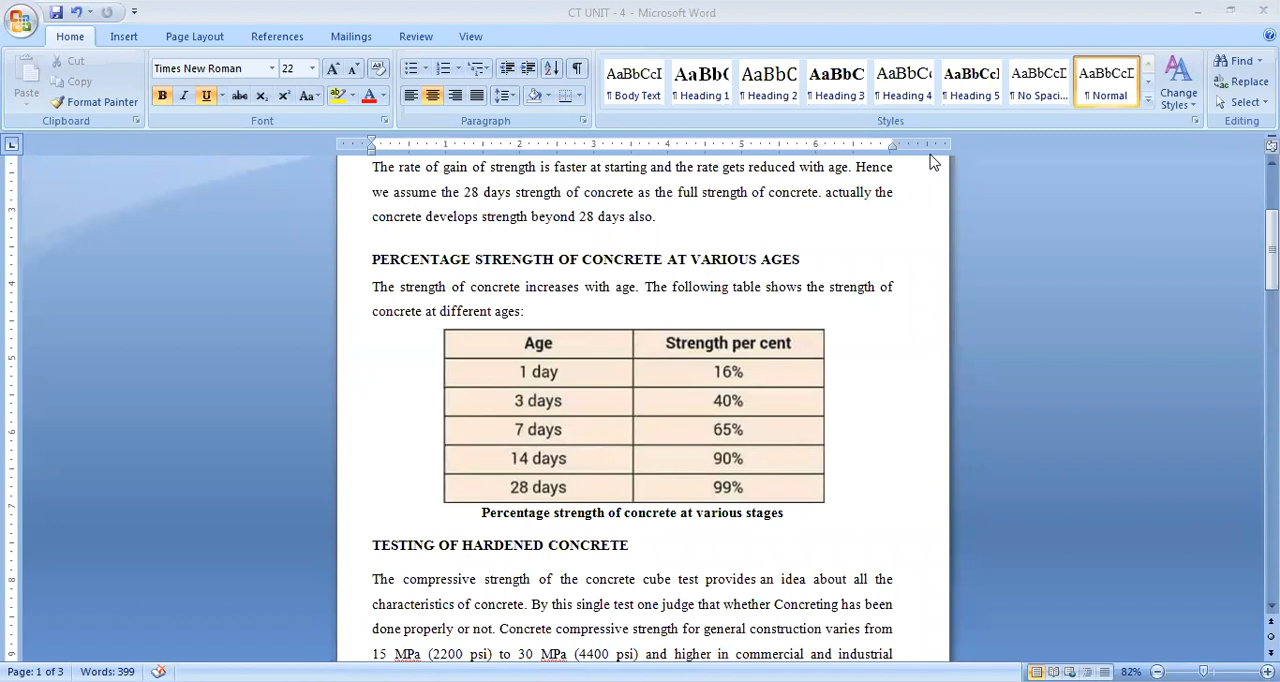 CT UNIT - 4 - Microsoft Word
Home Insert Page Layout References Mailings Review View
Paste
Cut
Copy
Format Painter
Clipboard
Times New Roman 22
Font
Paragraph
AaBbCcI AaBb( AaBbC AaBbC AaBbC AaBbCcl AaBbCcD AaBbCcD
¶ Body Text ¶ Heading 1 ¶ Heading 2 ¶ Heading 3 ¶ Heading 4 ¶ Heading 5 ¶ No Spaci... ¶ Normal
Change Styles
Styles
Find
Replace
Select
Editing
1 2 3 4 5 6
The rate of gain of strength is faster at starting and the rate gets reduced with age. Hence
we assume the 28 days strength of concrete as the full strength of concrete. actually the
concrete develops strength beyond 28 days also.
PERCENTAGE STRENGTH OF CONCRETE AT VARIOUS AGES
The strength of concrete increases with age. The following table shows the strength of
concrete at different ages:
Age Strength per cent
1 day 16%
3 days 40%
7 days 65%
14 days 90%
28 days 99%
Percentage strength of concrete at various stages
TESTING OF HARDENED CONCRETE
The compressive strength of the concrete cube test provides an idea about all the
characteristics of concrete. By this single test one judge that whether Concreting has been
done properly or not. Concrete compressive strength for general construction varies from
15 MPa (2200 psi) to 30 MPa (4400 psi) and higher in commercial and industrial
Page: 1 of 3 Words: 399 82%